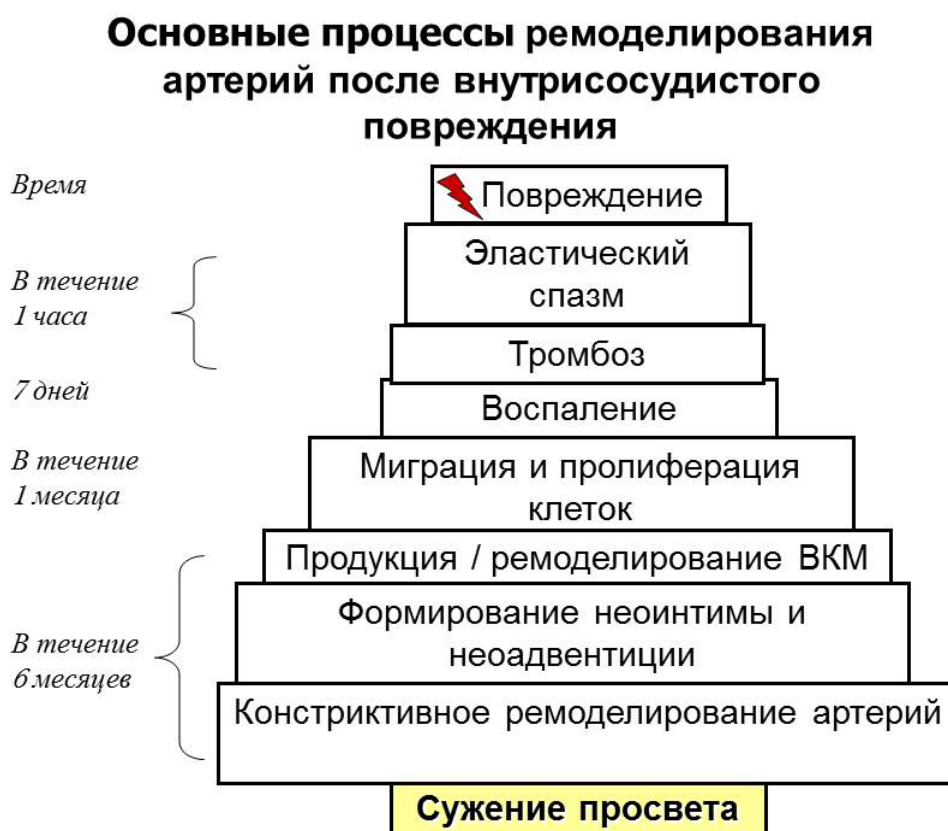 Основные процессы ремоделирования
артерий после внутрисосудистого
повреждения
Время
Повреждение
В течение
1 часа
Эластический
спазм
Тромбоз
7 дней
Воспаление
В течение
1 месяца
Миграция и пролиферация
клеток
Продукция / ремоделирование ВКМ
В течение
6 месяцев
Формирование неоинтимы и
неоадвентиции
Констриктивное ремоделирование артерий
Сужение просвета